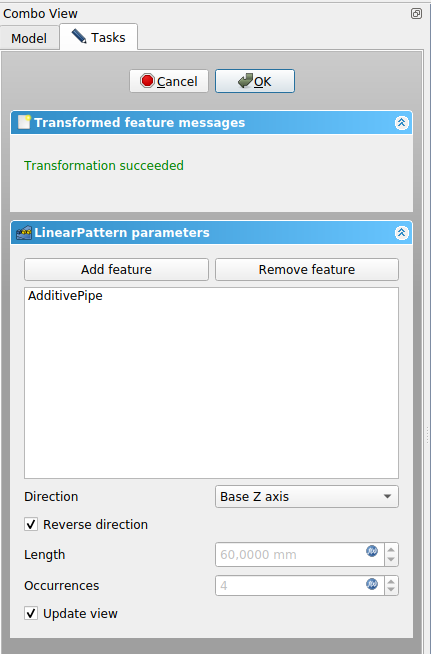 Combo View
Model
Tasks
Cancel
OK
Transformed feature messages
Transformation succeeded
LinearPattern parameters
Add feature
Remove feature
AdditivePipe
Direction
Base Z axis
Reverse direction
Length
60,0000 mm
f(x)
Occurrences
4
f(x)
Update view